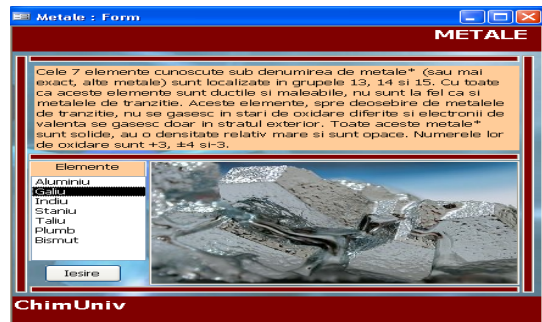 Metale : Form
METALE
Cele 7 elemente cunoscute sub denumirea de metale* (sau mai
exact, alte metale) sunt localizate in grupele 13, 14 si 15. Cu toate
ca aceste elemente sunt ductile si maleabile, nu sunt la fel ca si
metalele de tranzitie. Aceste elemente, spre deosebire de metalele
de tranzitie, nu se gasesc in stari de oxidare diferite si electronii de
valenta se gasesc doar in stratul exterior. Toate aceste metale*
sunt solide, au o densitate relativ mare si sunt opace. Numerele lor
de oxidare sunt +3, ±4 si-3.
Elemente
Aluminiu
Galiu
Indiu
Staniu
Taliu
Plumb
Bismut
Iesire
ChimUniv